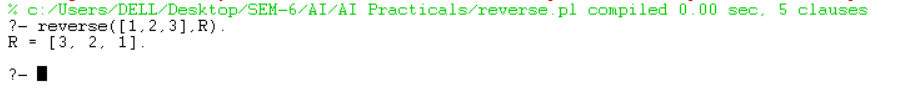 % c:/Users/DELL/Desktop/SEM-6/AI/AI Practicals/reverse.pl compiled 0.00 sec, 5 clauses
?- reverse([1,2,3],R).
R = [3, 2, 1].
?-